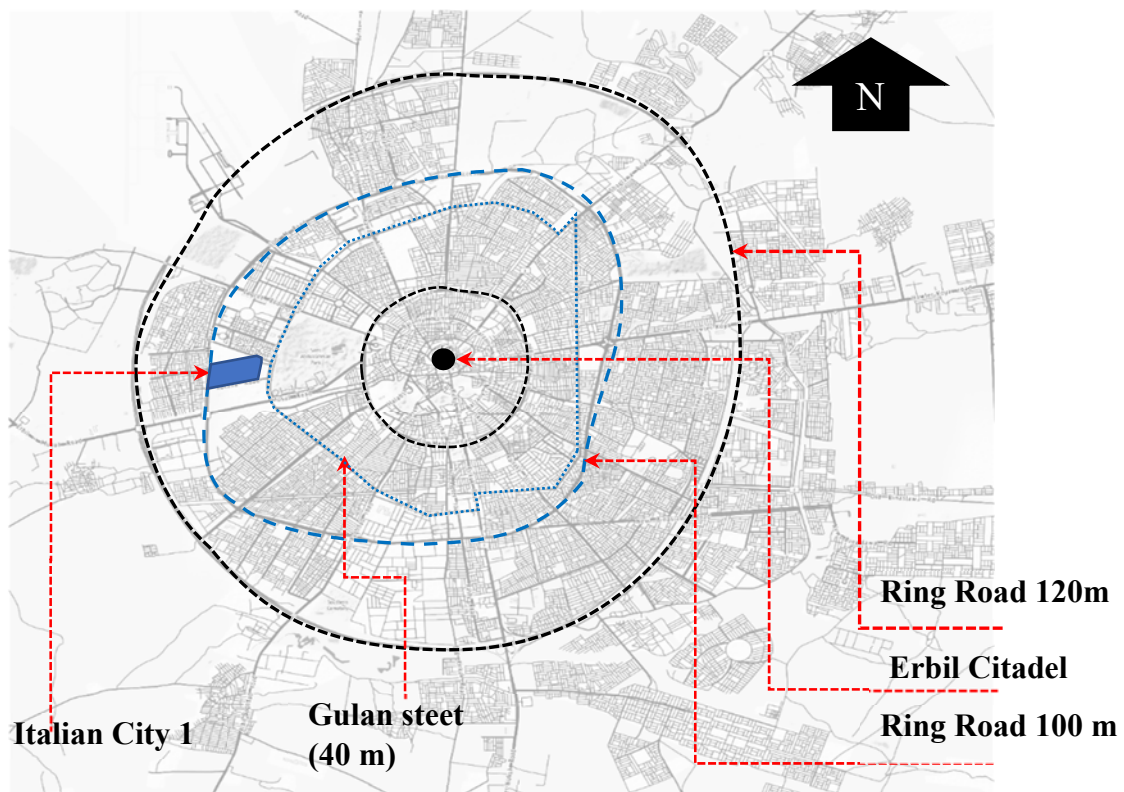 N
Ring Road 120m
Erbil Citadel
Ring Road 100 m
Gulan steet
(40 m)
Italian City 1